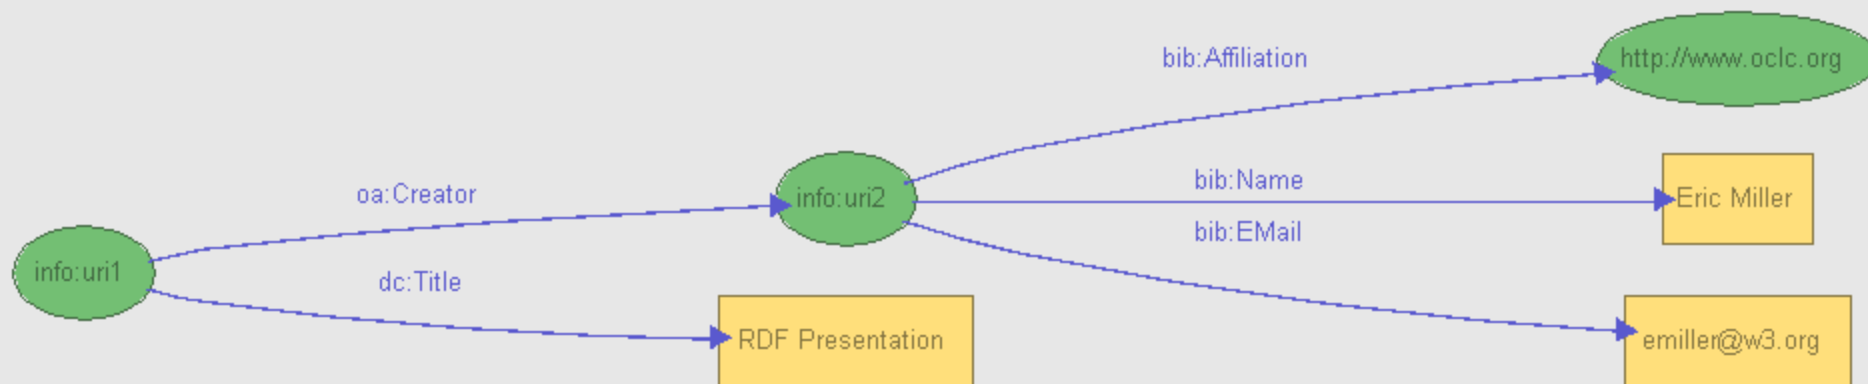 bib:Affiliation
http://www.oclc.org
oa:Creator
info:uri2
bib:Name
Eric Miller
bib:EMail
info:uri1
dc:Title
RDF Presentation
emiller@w3.org